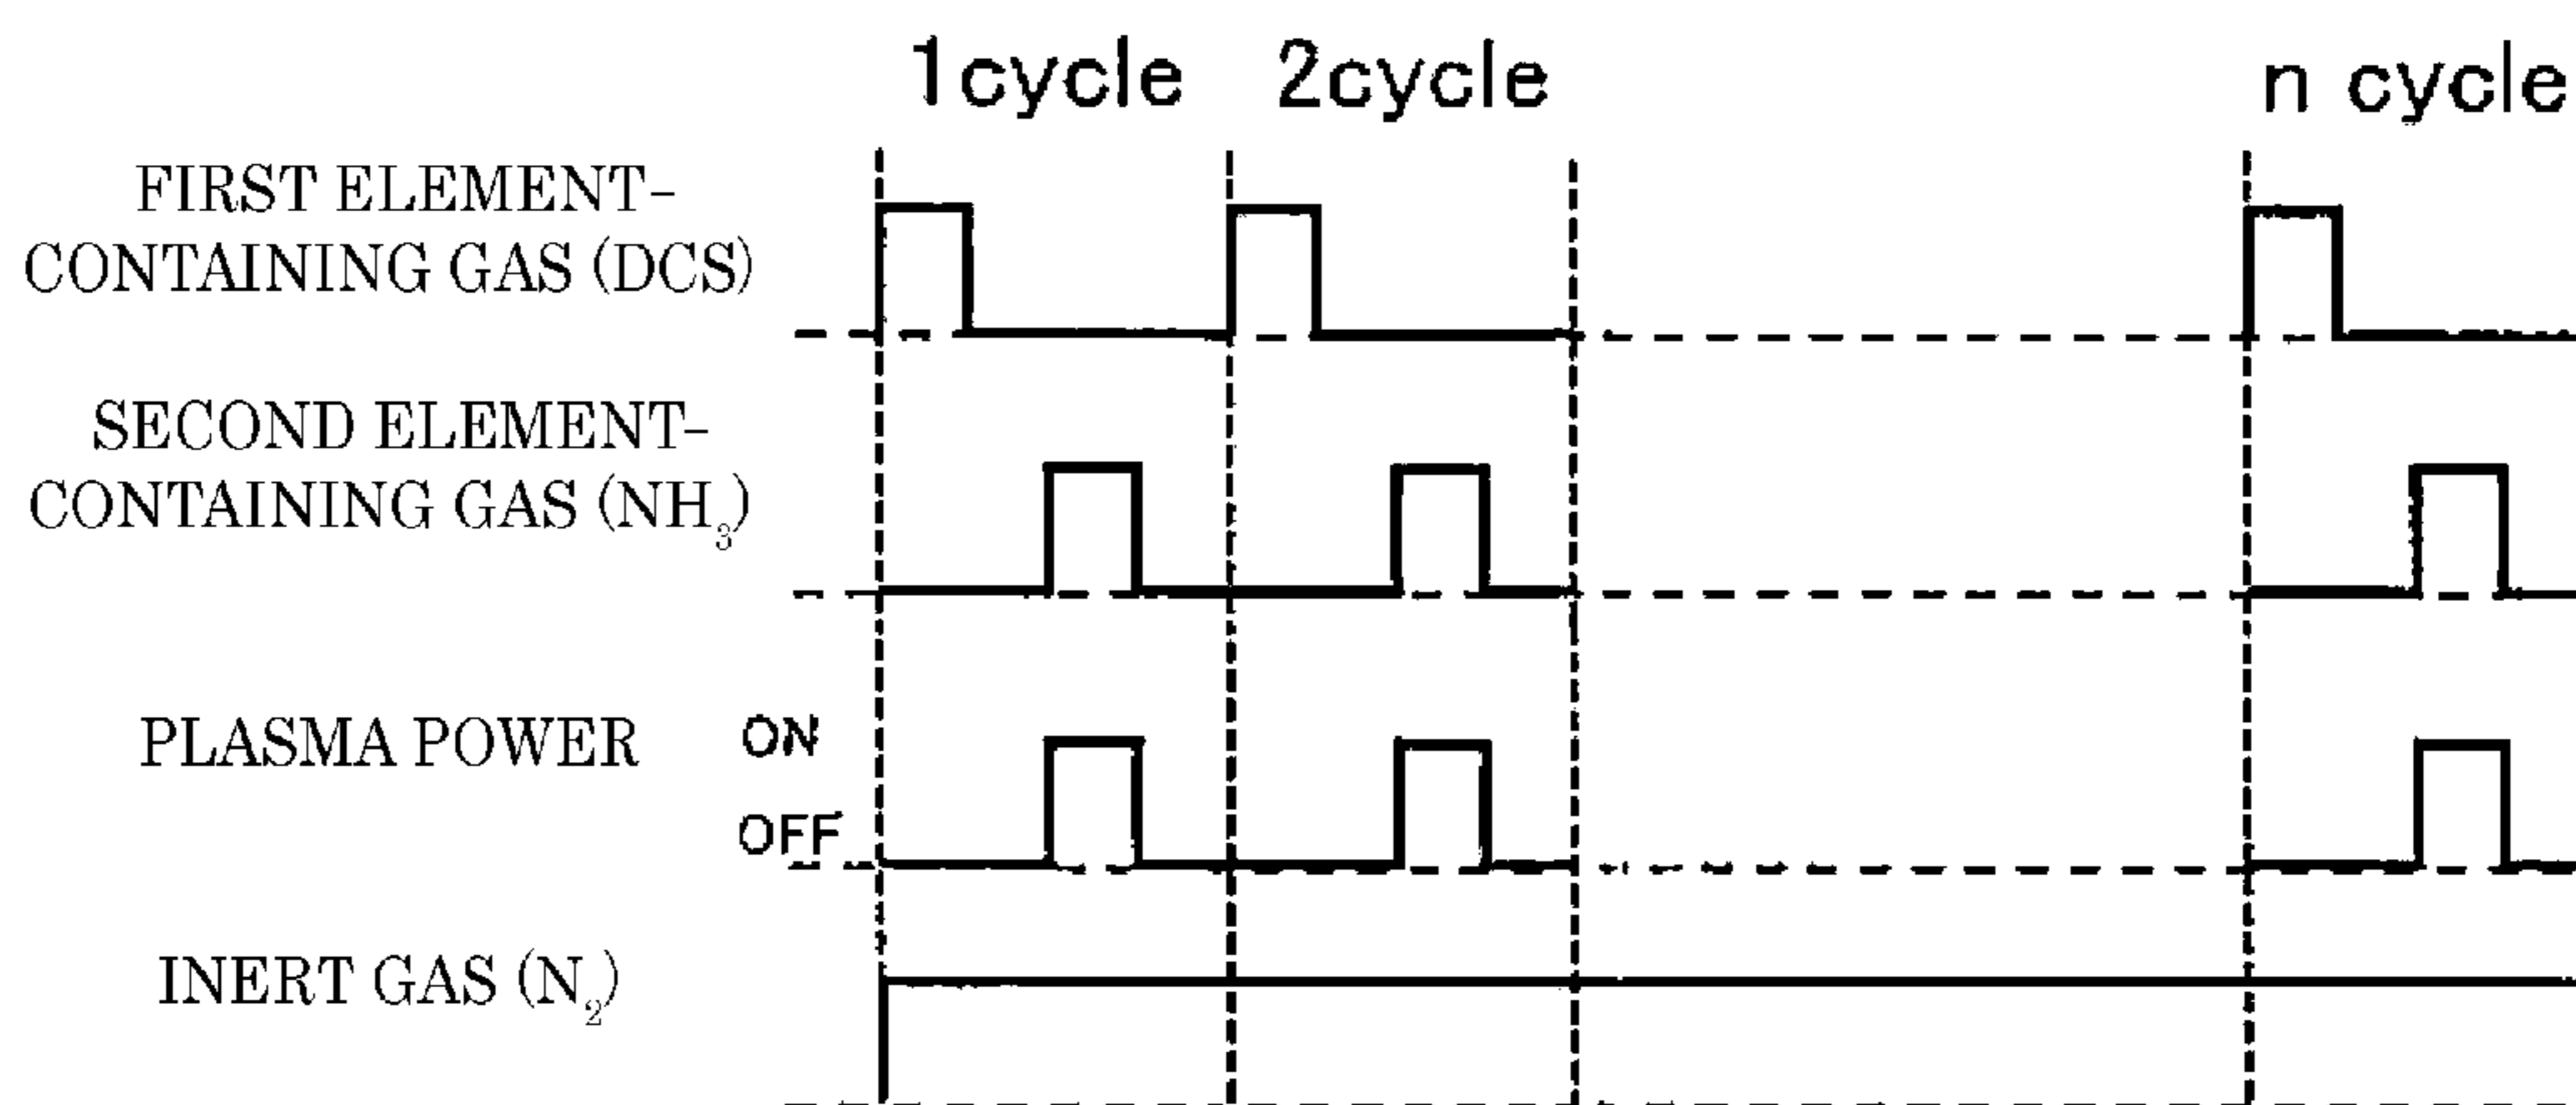 1cycle 2cycle n cycle
FIRST ELEMENT-
CONTAINING GAS (DCS)
SECOND ELEMENT-
CONTAINING GAS (NH₃)
PLASMA POWER ON
OFF
INERT GAS (N₂)